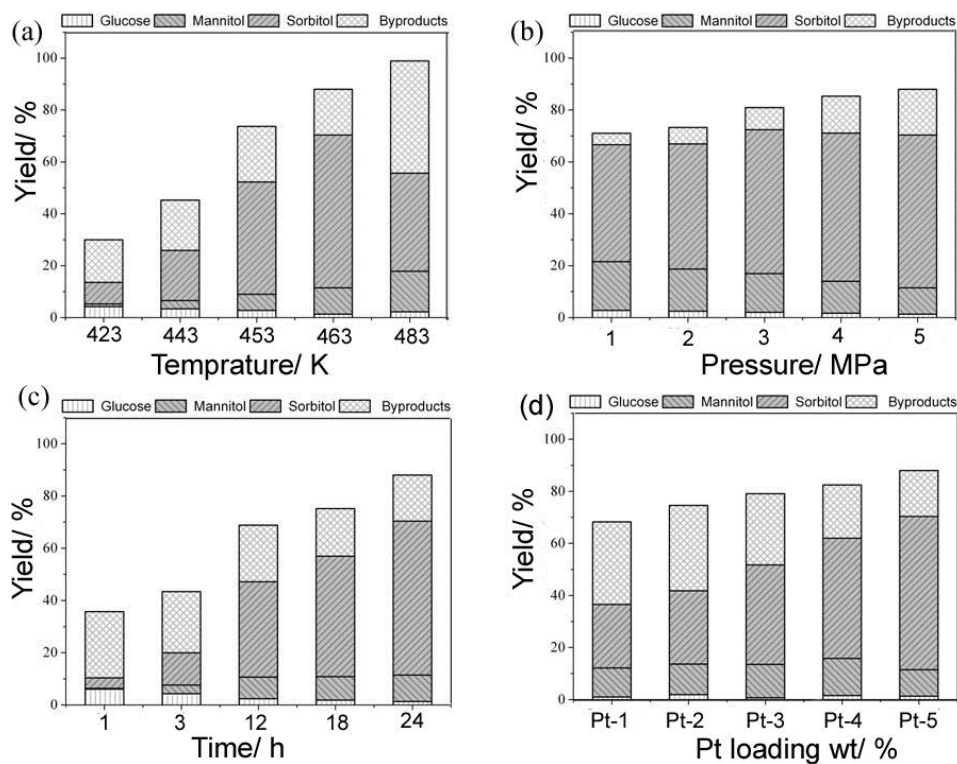 (a)
Glucose Mannitol Sorbitol Byproducts
Yield/ %
100
80
60
40
20
0
423 443 453 463 483
Temprature/ K
(b)
Glucose Mannitol Sorbitol Byproducts
Yield/ %
100
80
60
40
20
0
1 2 3 4 5
Pressure/ MPa
(c)
Glucose Mannitol Sorbitol Byproducts
Yield/ %
100
80
60
40
20
0
1 3 12 18 24
Time/ h
(d)
Glucose Mannitol Sorbitol Byproducts
Yield/ %
100
80
60
40
20
0
Pt-1 Pt-2 Pt-3 Pt-4 Pt-5
Pt loading wt/ %